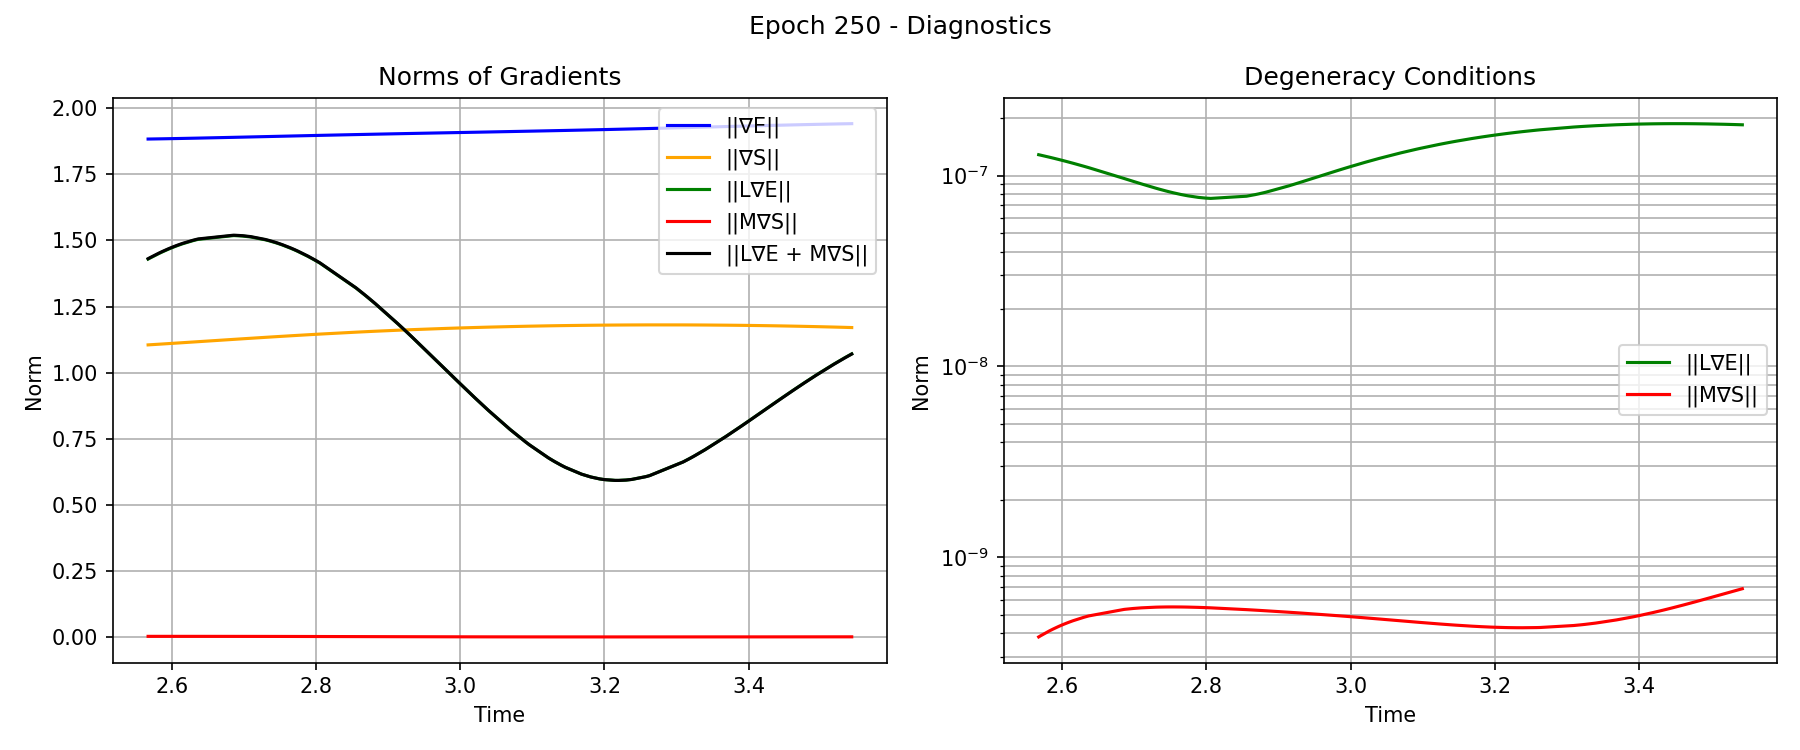 Epoch 250 - Diagnostics
Norms of Gradients
2.00
1.75
1.50
1.25
1.00
0.75
0.50
0.25
0.00
Norm
2.6
2.8
3.0
3.2
3.4
Time
||∇E||
||∇S||
||L∇E||
||M∇S||
||L∇E + M∇S||
Degeneracy Conditions
10⁻⁷
10⁻⁸
10⁻⁹
Norm
2.6
2.8
3.0
3.2
3.4
Time
||L∇E||
||M∇S||